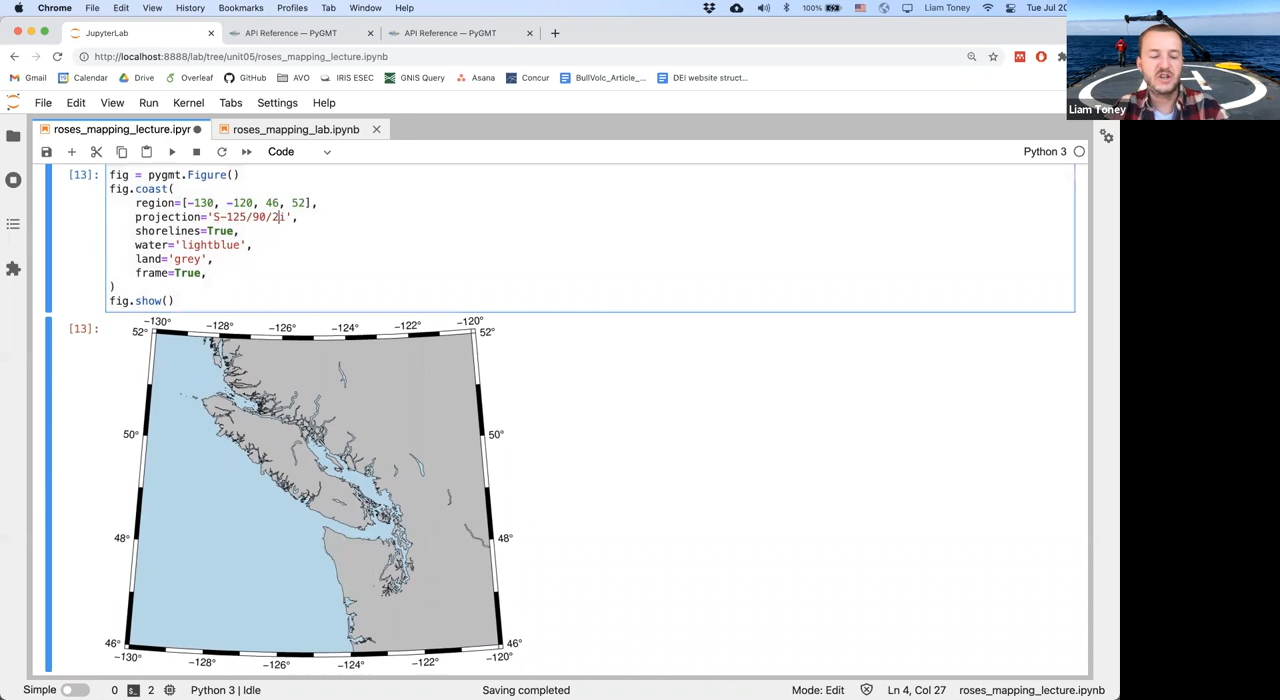 Chrome File Edit View History Bookmarks Profiles Tab Window Help 100% Liam Toney Tue Jul 20
JupyterLab API Reference — PyGMT API Reference — PyGMT
http://localhost:8888/lab/tree/unit05/roses_mapping_lecture.ipynb
Gmail Calendar Drive Overleaf GitHub AVO IRIS ESEC GNIS Query Asana Concur BullVolc_Article_... DEI website struct...
Liam Toney
File Edit View Run Kernel Tabs Settings Help
roses_mapping_lecture.ipyr roses_mapping_lab.ipynb
Code Python 3
[13]: fig = pygmt.Figure()
fig.coast(
region=[-130, -120, 46, 52],
projection='S-125/90/2i',
shorelines=True,
water='lightblue',
land='grey',
frame=True,
)
fig.show()
[13]:
−130° −128° −126° −124° −122° −120°
52° 52°
50° 50°
48° 48°
46° 46°
−130° −128° −126° −124° −122° −120°
Simple 0 2 Python 3 | Idle Saving completed Mode: Edit Ln 4, Col 27 roses_mapping_lecture.ipynb